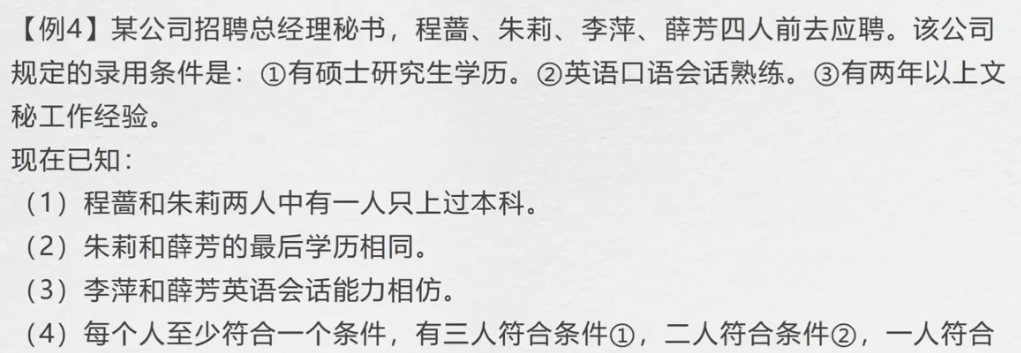 【例4】某公司招聘总经理秘书，程蔷、朱莉、李萍、薛芳四人前去应聘。该公司
规定的录用条件是：①有硕士研究生学历。②英语口语会话熟练。③有两年以上文
秘工作经验。
现在已知：
（1）程蔷和朱莉两人中有一人只上过本科。
（2）朱莉和薛芳的最后学历相同。
（3）李萍和薛芳英语会话能力相仿。
（4）每个人至少符合一个条件，有三人符合条件①，二人符合条件②，一人符合